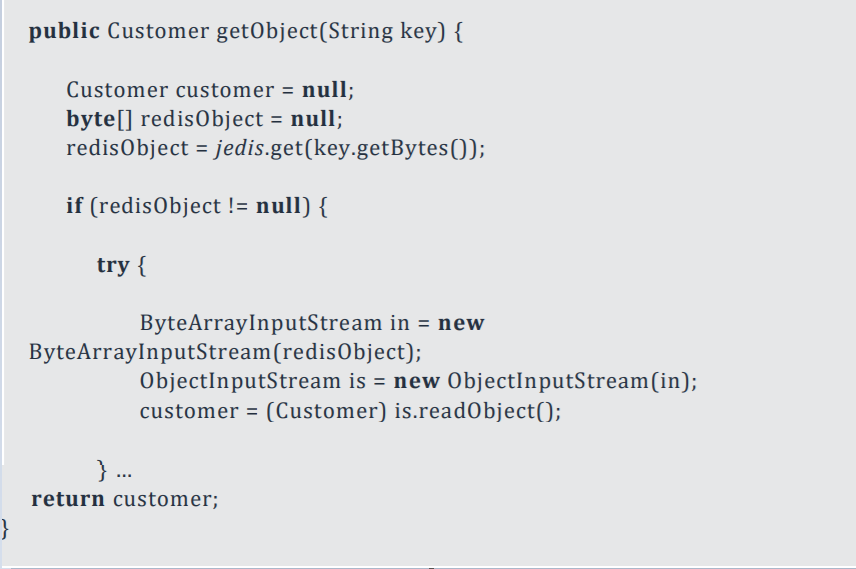 public Customer getObject(String key) {
Customer customer = null;
byte[] redisObject = null;
redisObject = jedis.get(key.getBytes());
if (redisObject != null) {
try {
ByteArrayInputStream in = new
ByteArrayInputStream(redisObject);
ObjectInputStream is = new ObjectInputStream(in);
customer = (Customer) is.readObject();
} ...
return customer;
}